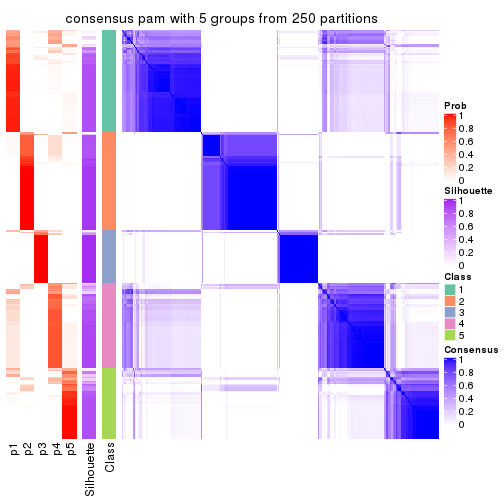 consensus pam with 5 groups from 250 partitions
Prob
1
0.8
0.6
0.4
0.2
0
Silhouette
1
0.8
0.6
0.4
0.2
0
Class
1
2
3
4
5
Consensus
1
0.8
0.6
0.4
0.2
0
p1
p2
p3
p4
p5
Silhouette
Class